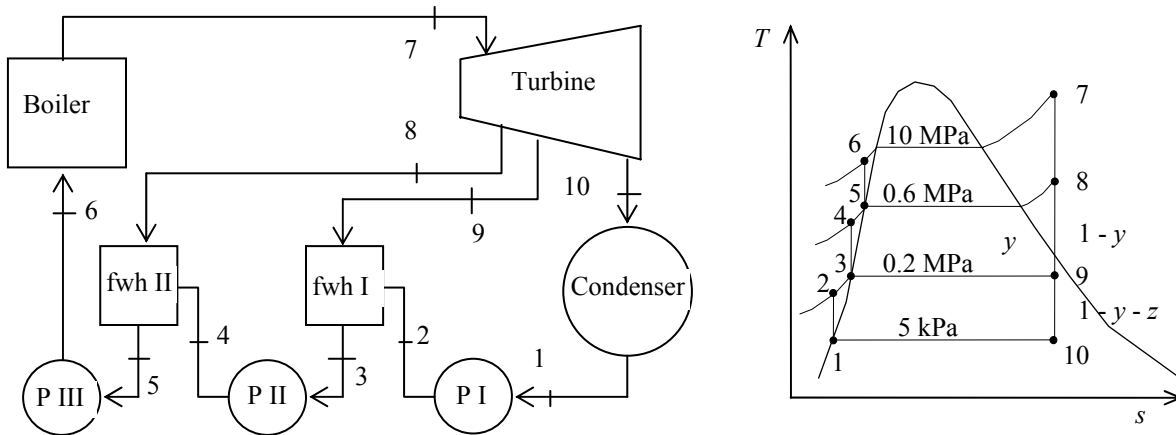 7
Turbine
Boiler
8
10
9
6
fwh II
fwh I
Condenser
4
2
5
3
1
P III
P II
P I
T
7
6
10 MPa
5
0.6 MPa
8
4
y
1 - y
3
0.2 MPa
9
2
1 - y - z
5 kPa
1
10
s